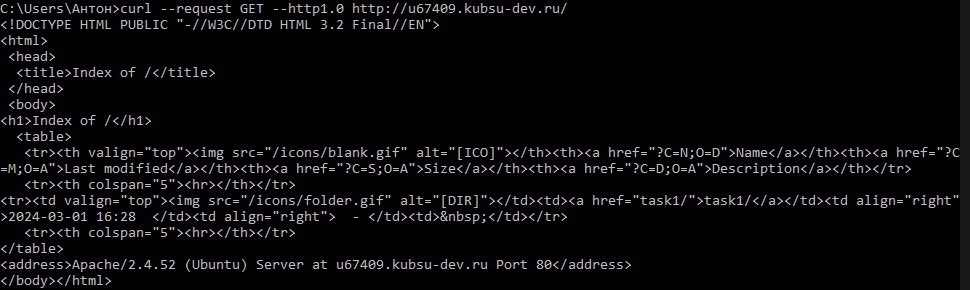 C:\Users\Антон>curl --request GET --http1.0 http://u67409.kubsu-dev.ru/
<!DOCTYPE HTML PUBLIC "-//W3C//DTD HTML 3.2 Final//EN">
<html>
 <head>
  <title>Index of /</title>
 </head>
 <body>
<h1>Index of /</h1>
  <table>
   <tr><th valign="top"><img src="/icons/blank.gif" alt="[ICO]"></th><th><a href="?C=N;O=D">Name</a></th><th><a href="?C
=M;O=A">Last modified</a></th><th><a href="?C=S;O=A">Size</a></th><th><a href="?C=D;O=A">Description</a></th></tr>
   <tr><th colspan="5"><hr></th></tr>
<tr><td valign="top"><img src="/icons/folder.gif" alt="[DIR]"></td><td><a href="task1/">task1/</a></td><td align="right"
>2024-03-01 16:28  </td><td align="right">  - </td><td>&nbsp;</td></tr>
   <tr><th colspan="5"><hr></th></tr>
</table>
<address>Apache/2.4.52 (Ubuntu) Server at u67409.kubsu-dev.ru Port 80</address>
</body></html>